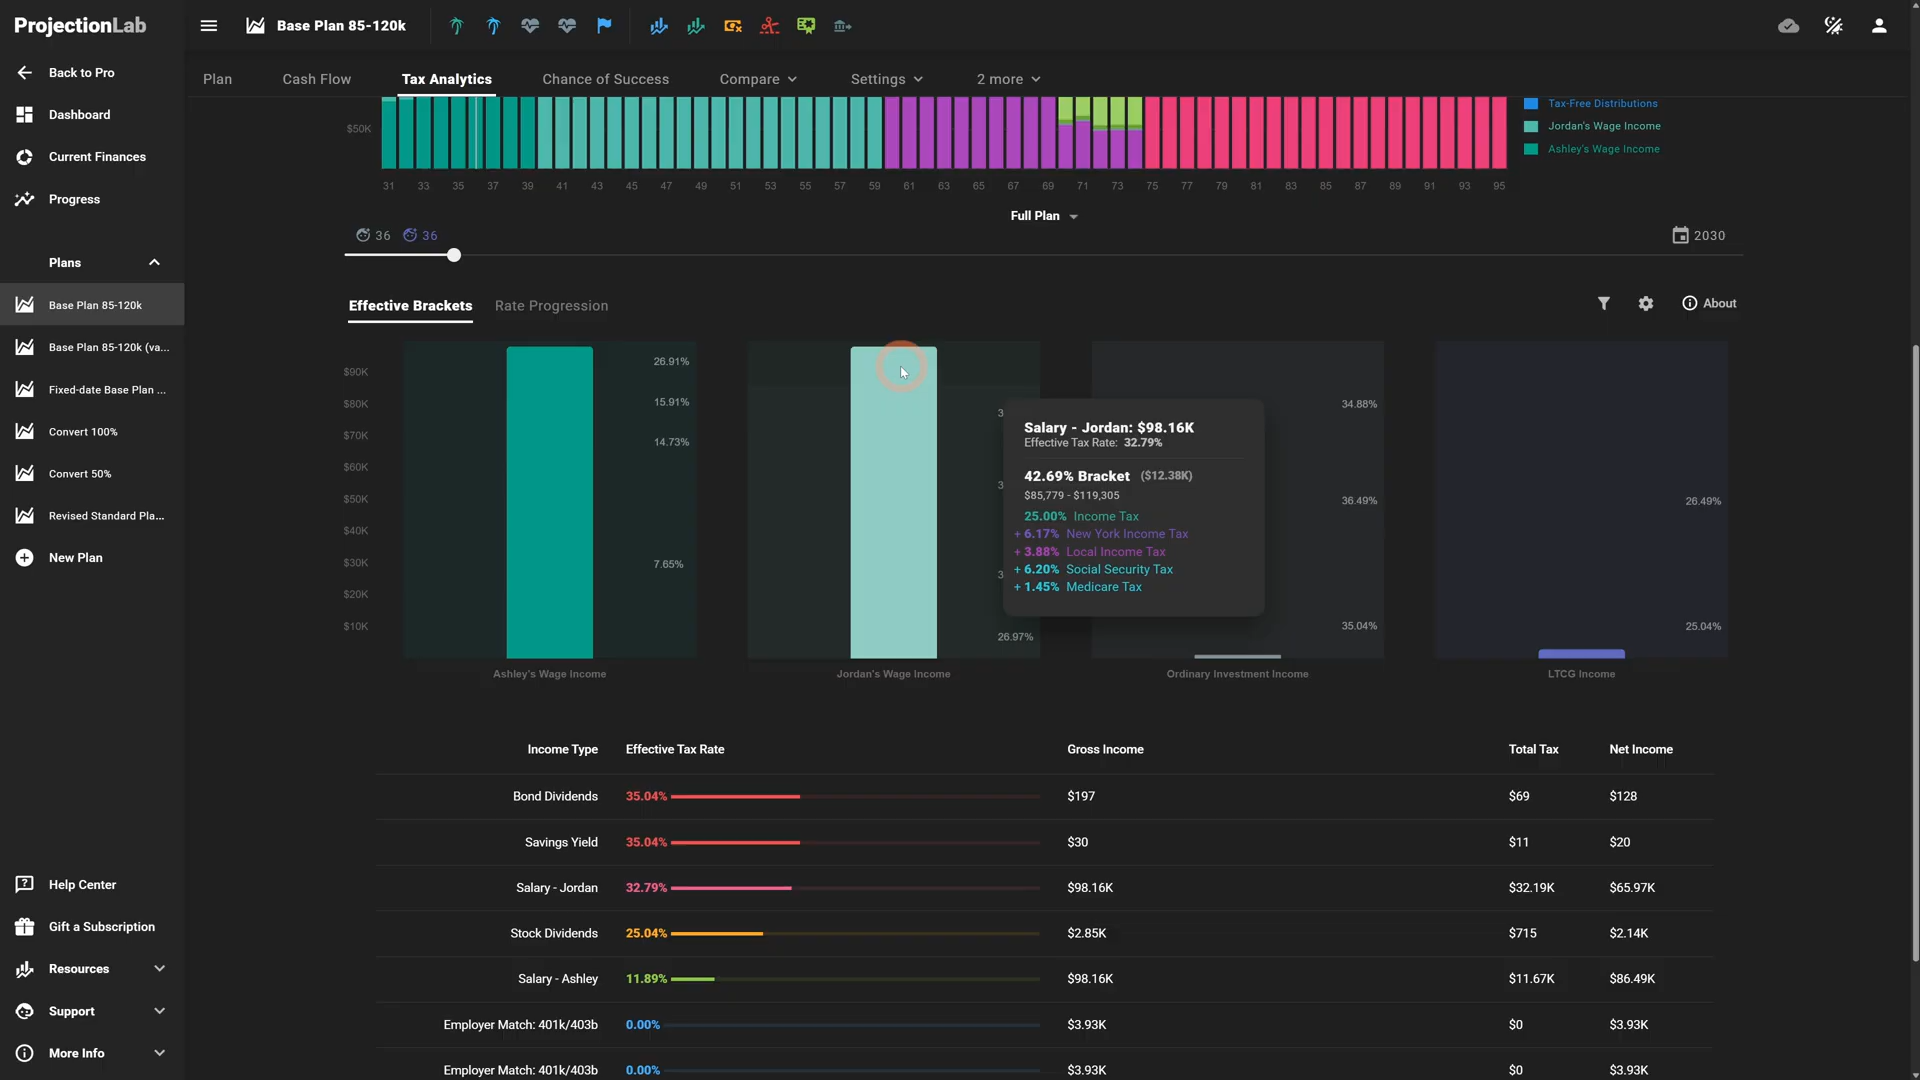 ProjectionLab
Base Plan 85-120k
Back to Pro
Dashboard
Current Finances
Progress
Plans
Base Plan 85-120k
Base Plan 85-120k (va...
Fixed-date Base Plan ...
Convert 100%
Convert 50%
Revised Standard Pla...
New Plan
Help Center
Gift a Subscription
Resources
Support
More Info
Plan Cash Flow Tax Analytics Chance of Success Compare Settings 2 more
$50K
Tax-Free Distributions
Jordan's Wage Income
Ashley's Wage Income
31 33 35 37 39 41 43 45 47 49 51 53 55 57 59 61 63 65 67 69 71 73 75 77 79 81 83 85 87 89 91 93 95
Full Plan
36 36 2030
Effective Brackets Rate Progression About
$90K
$80K
$70K
$60K
$50K
$40K
$30K
$20K
$10K
26.91%
15.91%
14.73%
7.65%
Ashley's Wage Income
3
3
3
26.97%
Jordan's Wage Income
Salary - Jordan: $98.16K
Effective Tax Rate: 32.79%
42.69% Bracket ($12.38K)
$85,779 - $119,305
25.00% Income Tax
+ 6.17% New York Income Tax
+ 3.88% Local Income Tax
+ 6.20% Social Security Tax
+ 1.45% Medicare Tax
34.88%
36.49%
35.04%
Ordinary Investment Income
26.49%
25.04%
LTCG Income
Income Type Effective Tax Rate Gross Income Total Tax Net Income
Bond Dividends 35.04% $197 $69 $128
Savings Yield 35.04% $30 $11 $20
Salary - Jordan 32.79% $98.16K $32.19K $65.97K
Stock Dividends 25.04% $2.85K $715 $2.14K
Salary - Ashley 11.89% $98.16K $11.67K $86.49K
Employer Match: 401k/403b 0.00% $3.93K $0 $3.93K
Employer Match: 401k/403b 0.00% $3.93K $0 $3.93K